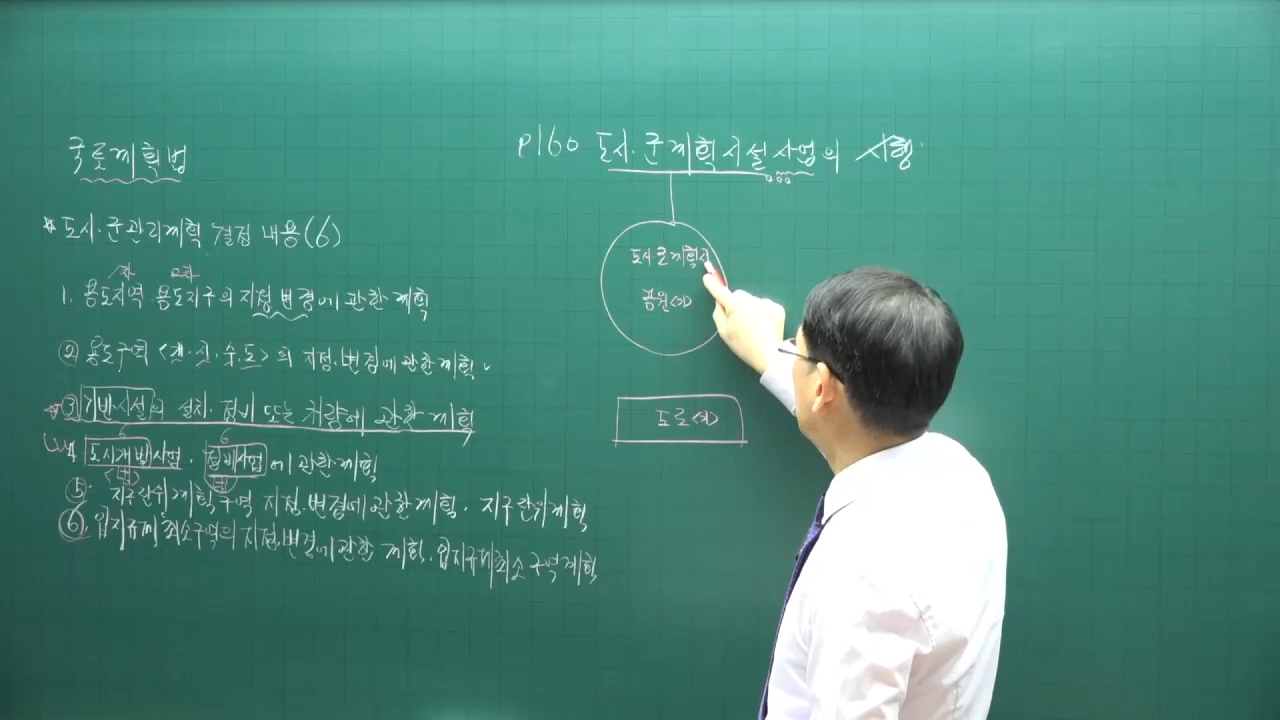 국토계획법
* 도시·군관리계획 결정 내용(6)
1. 용도지역·용도지구의 지정·변경에 관한 계획
② 용도구역<개·시·수·도>의 지정·변경에 관한 계획.
③ 기반시설의 설치·정비 또는 개량에 관한 계획
4 도시개발사업·정비사업에 관한 계획
⑤ 지구단위계획구역 지정·변경에 관한 계획·지구단위계획
⑥. 입지규제최소구역의 지정·변경에 관한 계획·입지규제최소구역계획
P160 도시·군계획시설사업의 시행
도시군계획시
공원<>
도로<>